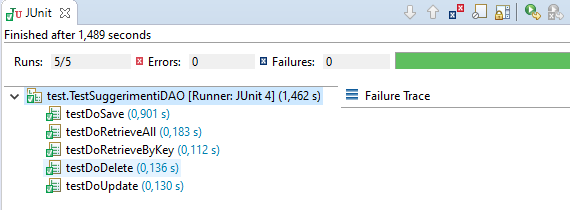 JUnit
Finished after 1,489 seconds
Runs: 5/5 Errors: 0 Failures: 0
test.TestSuggerimentiDAO [Runner: JUnit 4] (1,462 s)
Failure Trace
testDoSave (0,901 s)
testDoRetrieveAll (0,183 s)
testDoRetrieveByKey (0,112 s)
testDoDelete (0,136 s)
testDoUpdate (0,130 s)